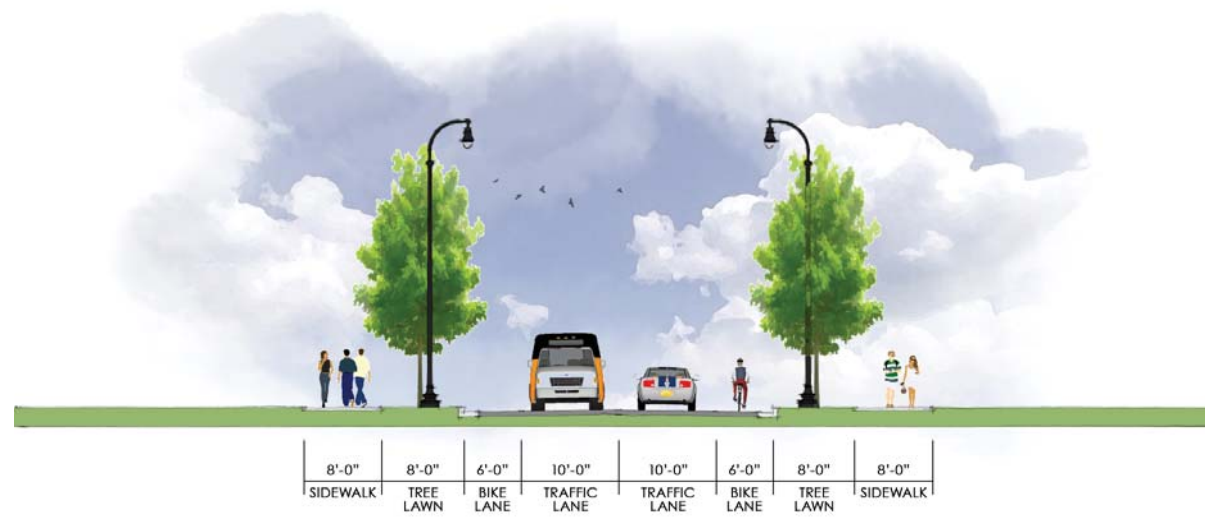 8'-0" 8'-0" 6'-0" 10'-0" 10'-0" 6'-0" 8'-0" 8'-0"
SIDEWALK TREE BIKE TRAFFIC TRAFFIC BIKE TREE SIDEWALK
LAWN LANE LANE LANE LANE LAWN